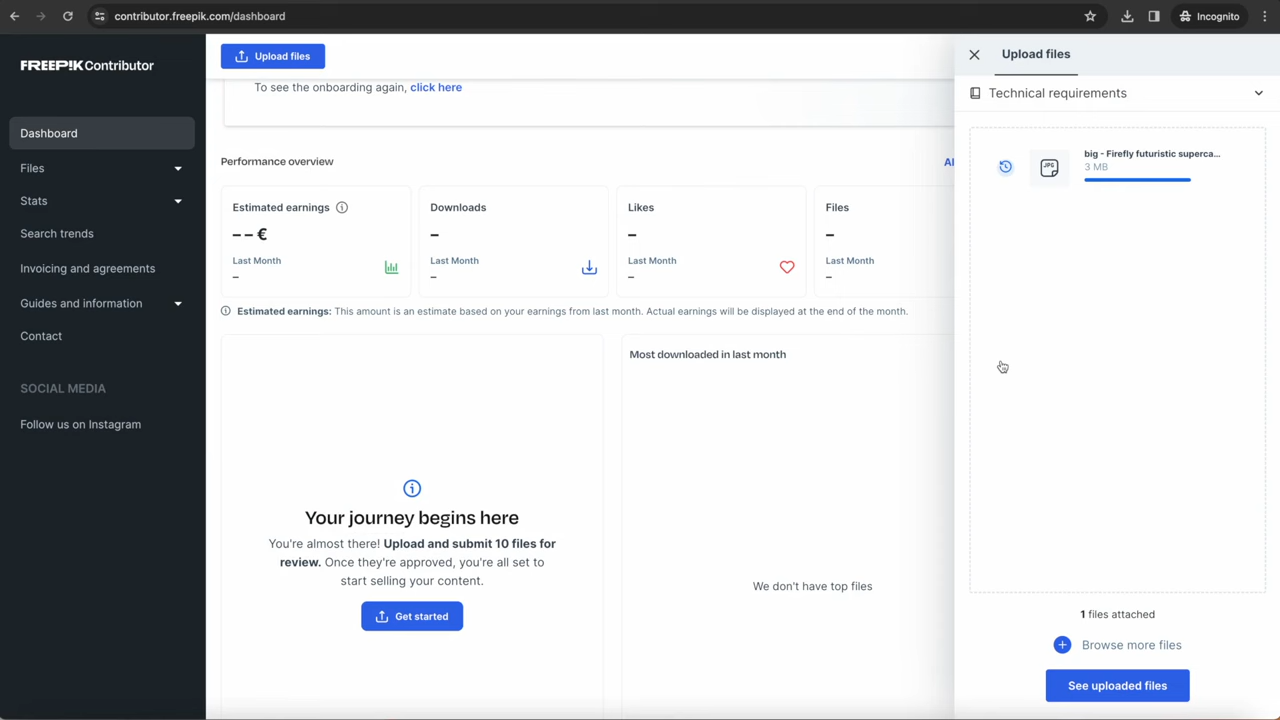 contributor.freepik.com/dashboard
Incognito
FREEP!K Contributor
Dashboard
Files
Stats
Search trends
Invoicing and agreements
Guides and information
Contact
SOCIAL MEDIA
Follow us on Instagram
Upload files
To see the onboarding again, click here
Performance overview
Al
Estimated earnings
– – €
Last Month
–
Downloads
–
Last Month
–
Likes
–
Last Month
–
Files
–
Last Month
–
Estimated earnings: This amount is an estimate based on your earnings from last month. Actual earnings will be displayed at the end of the month.
Your journey begins here
You're almost there! Upload and submit 10 files for
review. Once they're approved, you're all set to
start selling your content.
Get started
Most downloaded in last month
We don't have top files
Upload files
Technical requirements
JPG
big - Firefly futuristic superca...
3 MB
1 files attached
Browse more files
See uploaded files